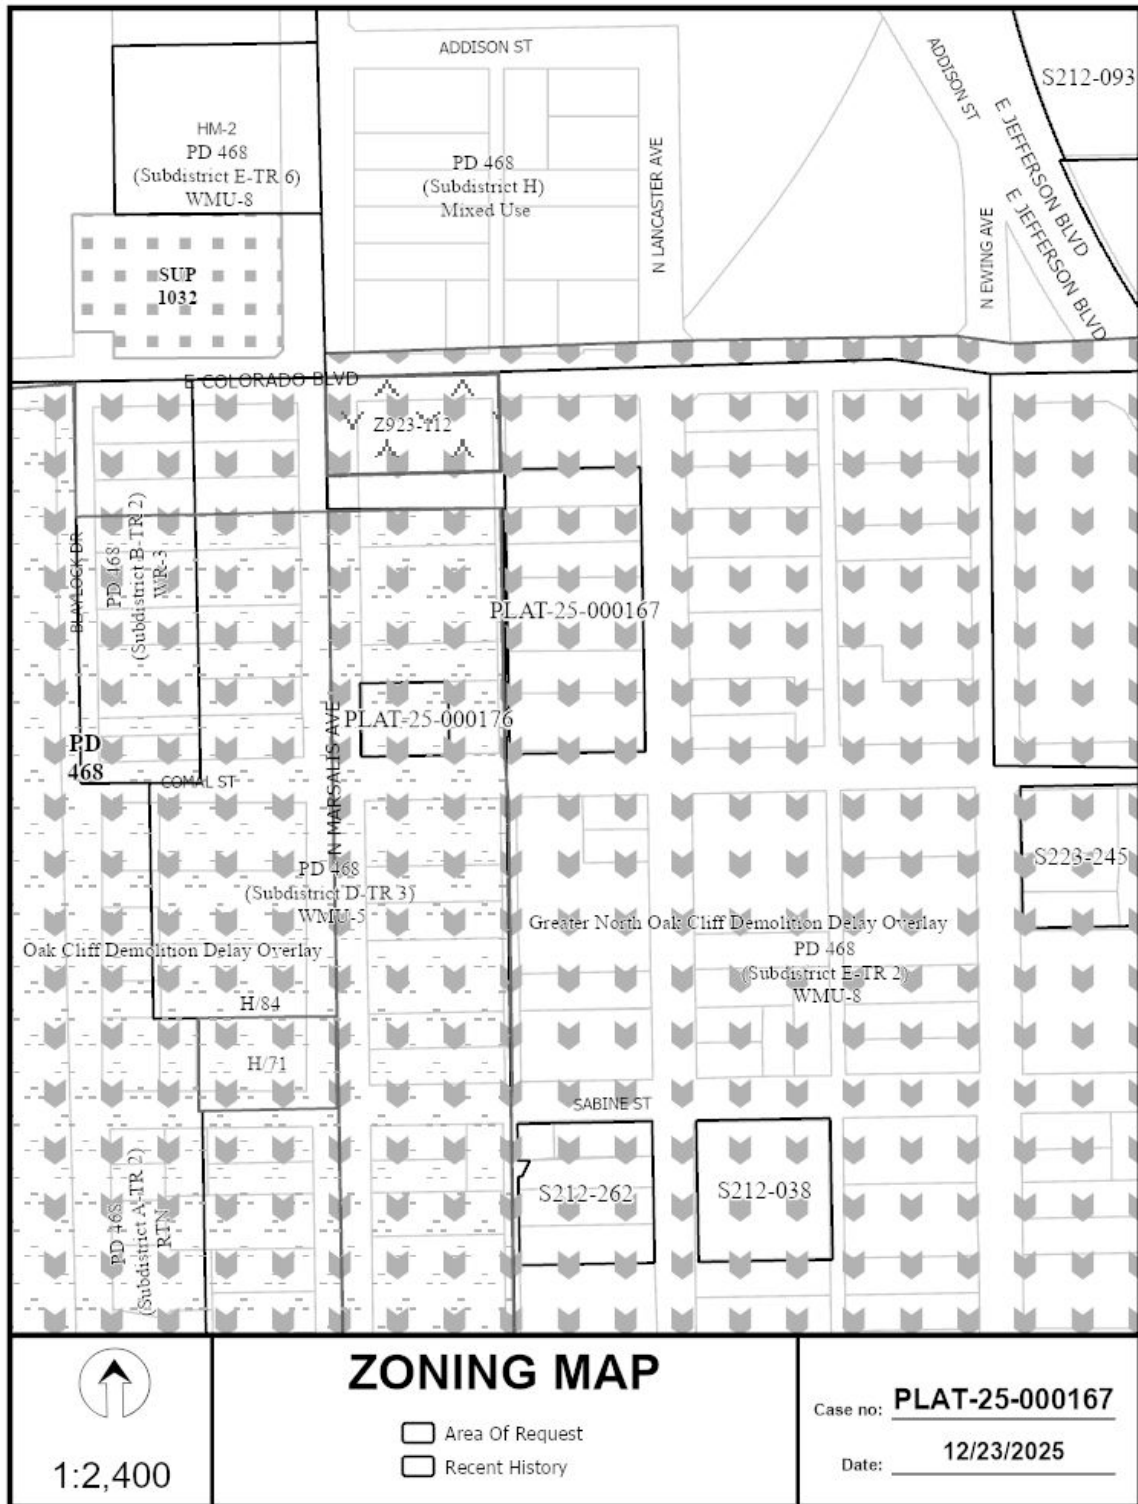 ADDISON ST
ADDISON ST
S212-093
E JEFFERSON BLVD
E JEFFERSON BLVD
HM-2
PD 468
(Subdistrict E-TR 6)
WMU-8
PD 468
(Subdistrict H)
Mixed Use
N LANCASTER AVE
N EWING AVE
SUP
1032
E COLORADO BLVD
Z923-112
BLAYLOCK DR
PD 468
(Subdistrict B-TR 2)
WR-3
PLAT-25-000167
PLAT-25-000176
N MARSALIS AVE
PD
468
COMAL ST
S223-245
PD 468
(Subdistrict D-TR 3)
WMU-5
Greater North Oak Cliff Demolition Delay Overlay
PD 468
(Subdistrict E-TR 2)
WMU-8
Oak Cliff Demolition Delay Overlay
H/84
H/71
SABINE ST
PD 468
(Subdistrict A-TR 2)
RTN
S212-262
S212-038
1:2,400
ZONING MAP
Area Of Request
Recent History
Case no: PLAT-25-000167
Date: 12/23/2025